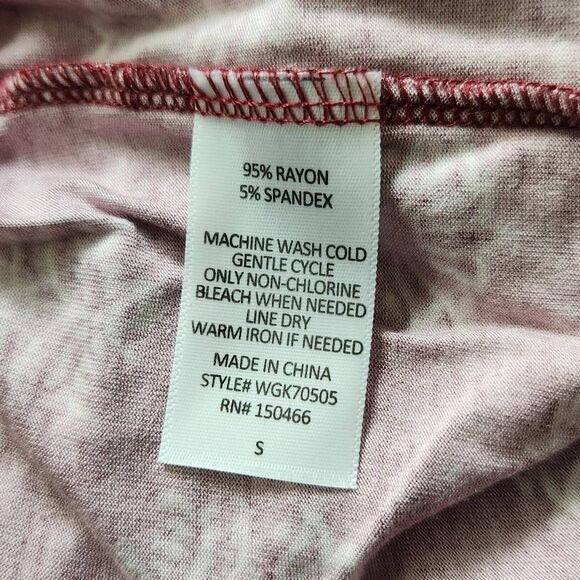 95% RAYON
5% SPANDEX
MACHINE WASH COLD
GENTLE CYCLE
ONLY NON-CHLORINE
BLEACH WHEN NEEDED
LINE DRY
WARM IRON IF NEEDED
MADE IN CHINA
STYLE# WGK70505
RN# 150466
S